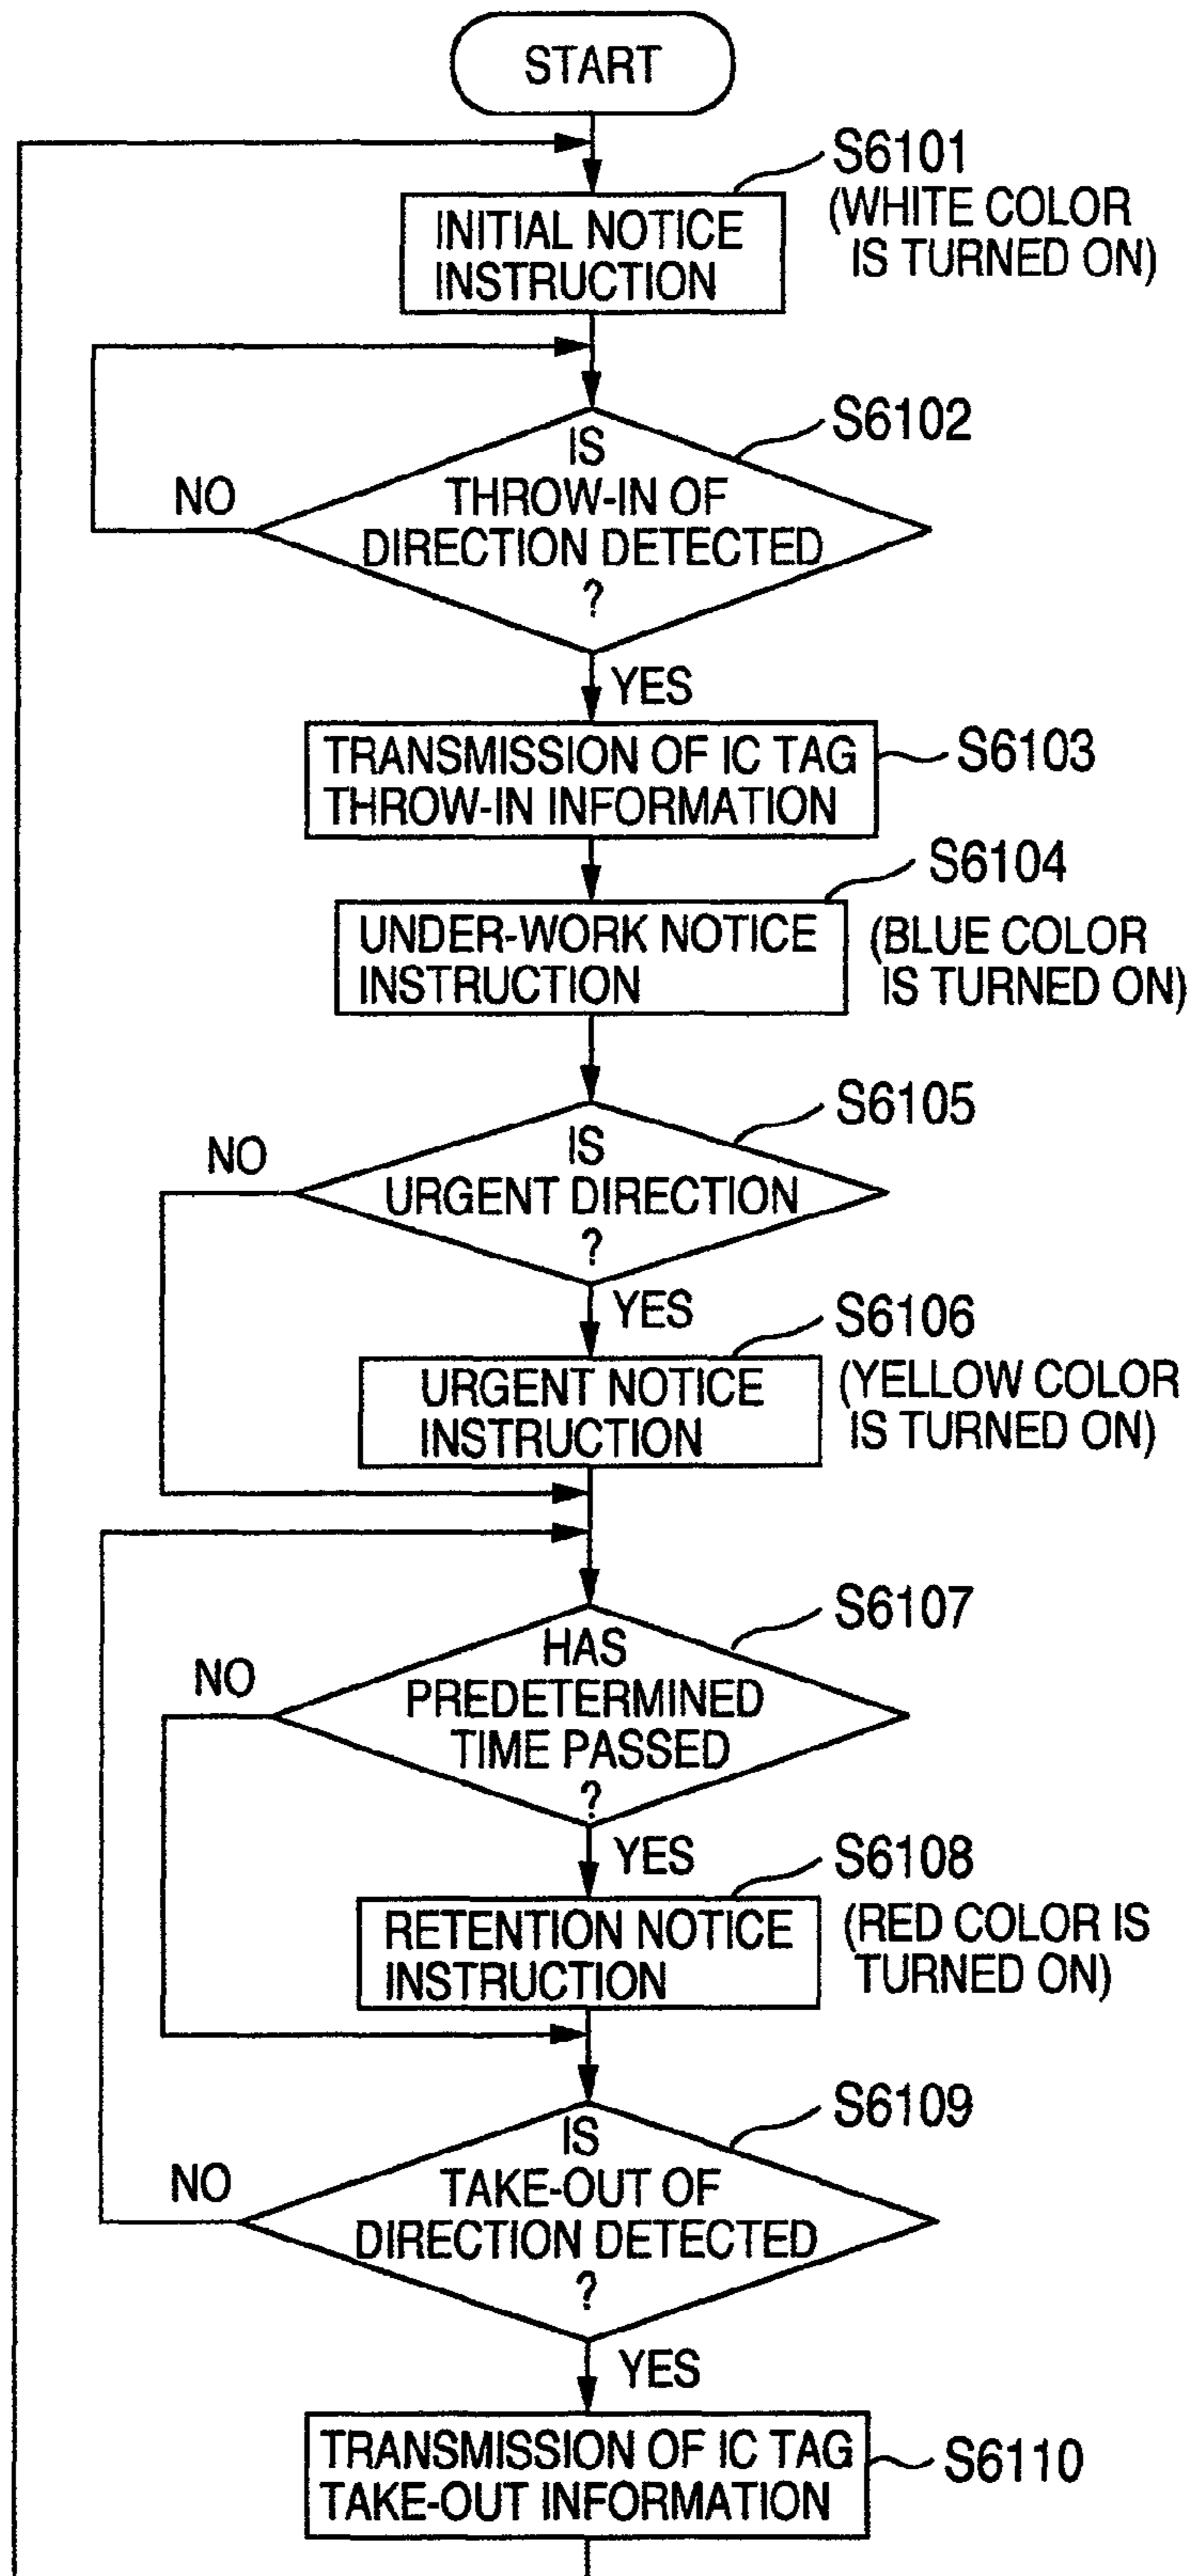 START
S6101
(WHITE COLOR
IS TURNED ON)
INITIAL NOTICE
INSTRUCTION
S6102
IS
THROW-IN OF
DIRECTION DETECTED
?
NO
YES
TRANSMISSION OF IC TAG
THROW-IN INFORMATION
S6103
S6104
UNDER-WORK NOTICE
INSTRUCTION
(BLUE COLOR
IS TURNED ON)
S6105
NO
IS
URGENT DIRECTION
?
YES
S6106
URGENT NOTICE
INSTRUCTION
(YELLOW COLOR
IS TURNED ON)
S6107
NO
HAS
PREDETERMINED
TIME PASSED
?
YES
S6108
RETENTION NOTICE
INSTRUCTION
(RED COLOR IS
TURNED ON)
S6109
NO
IS
TAKE-OUT OF
DIRECTION DETECTED
?
YES
TRANSMISSION OF IC TAG
TAKE-OUT INFORMATION
S6110